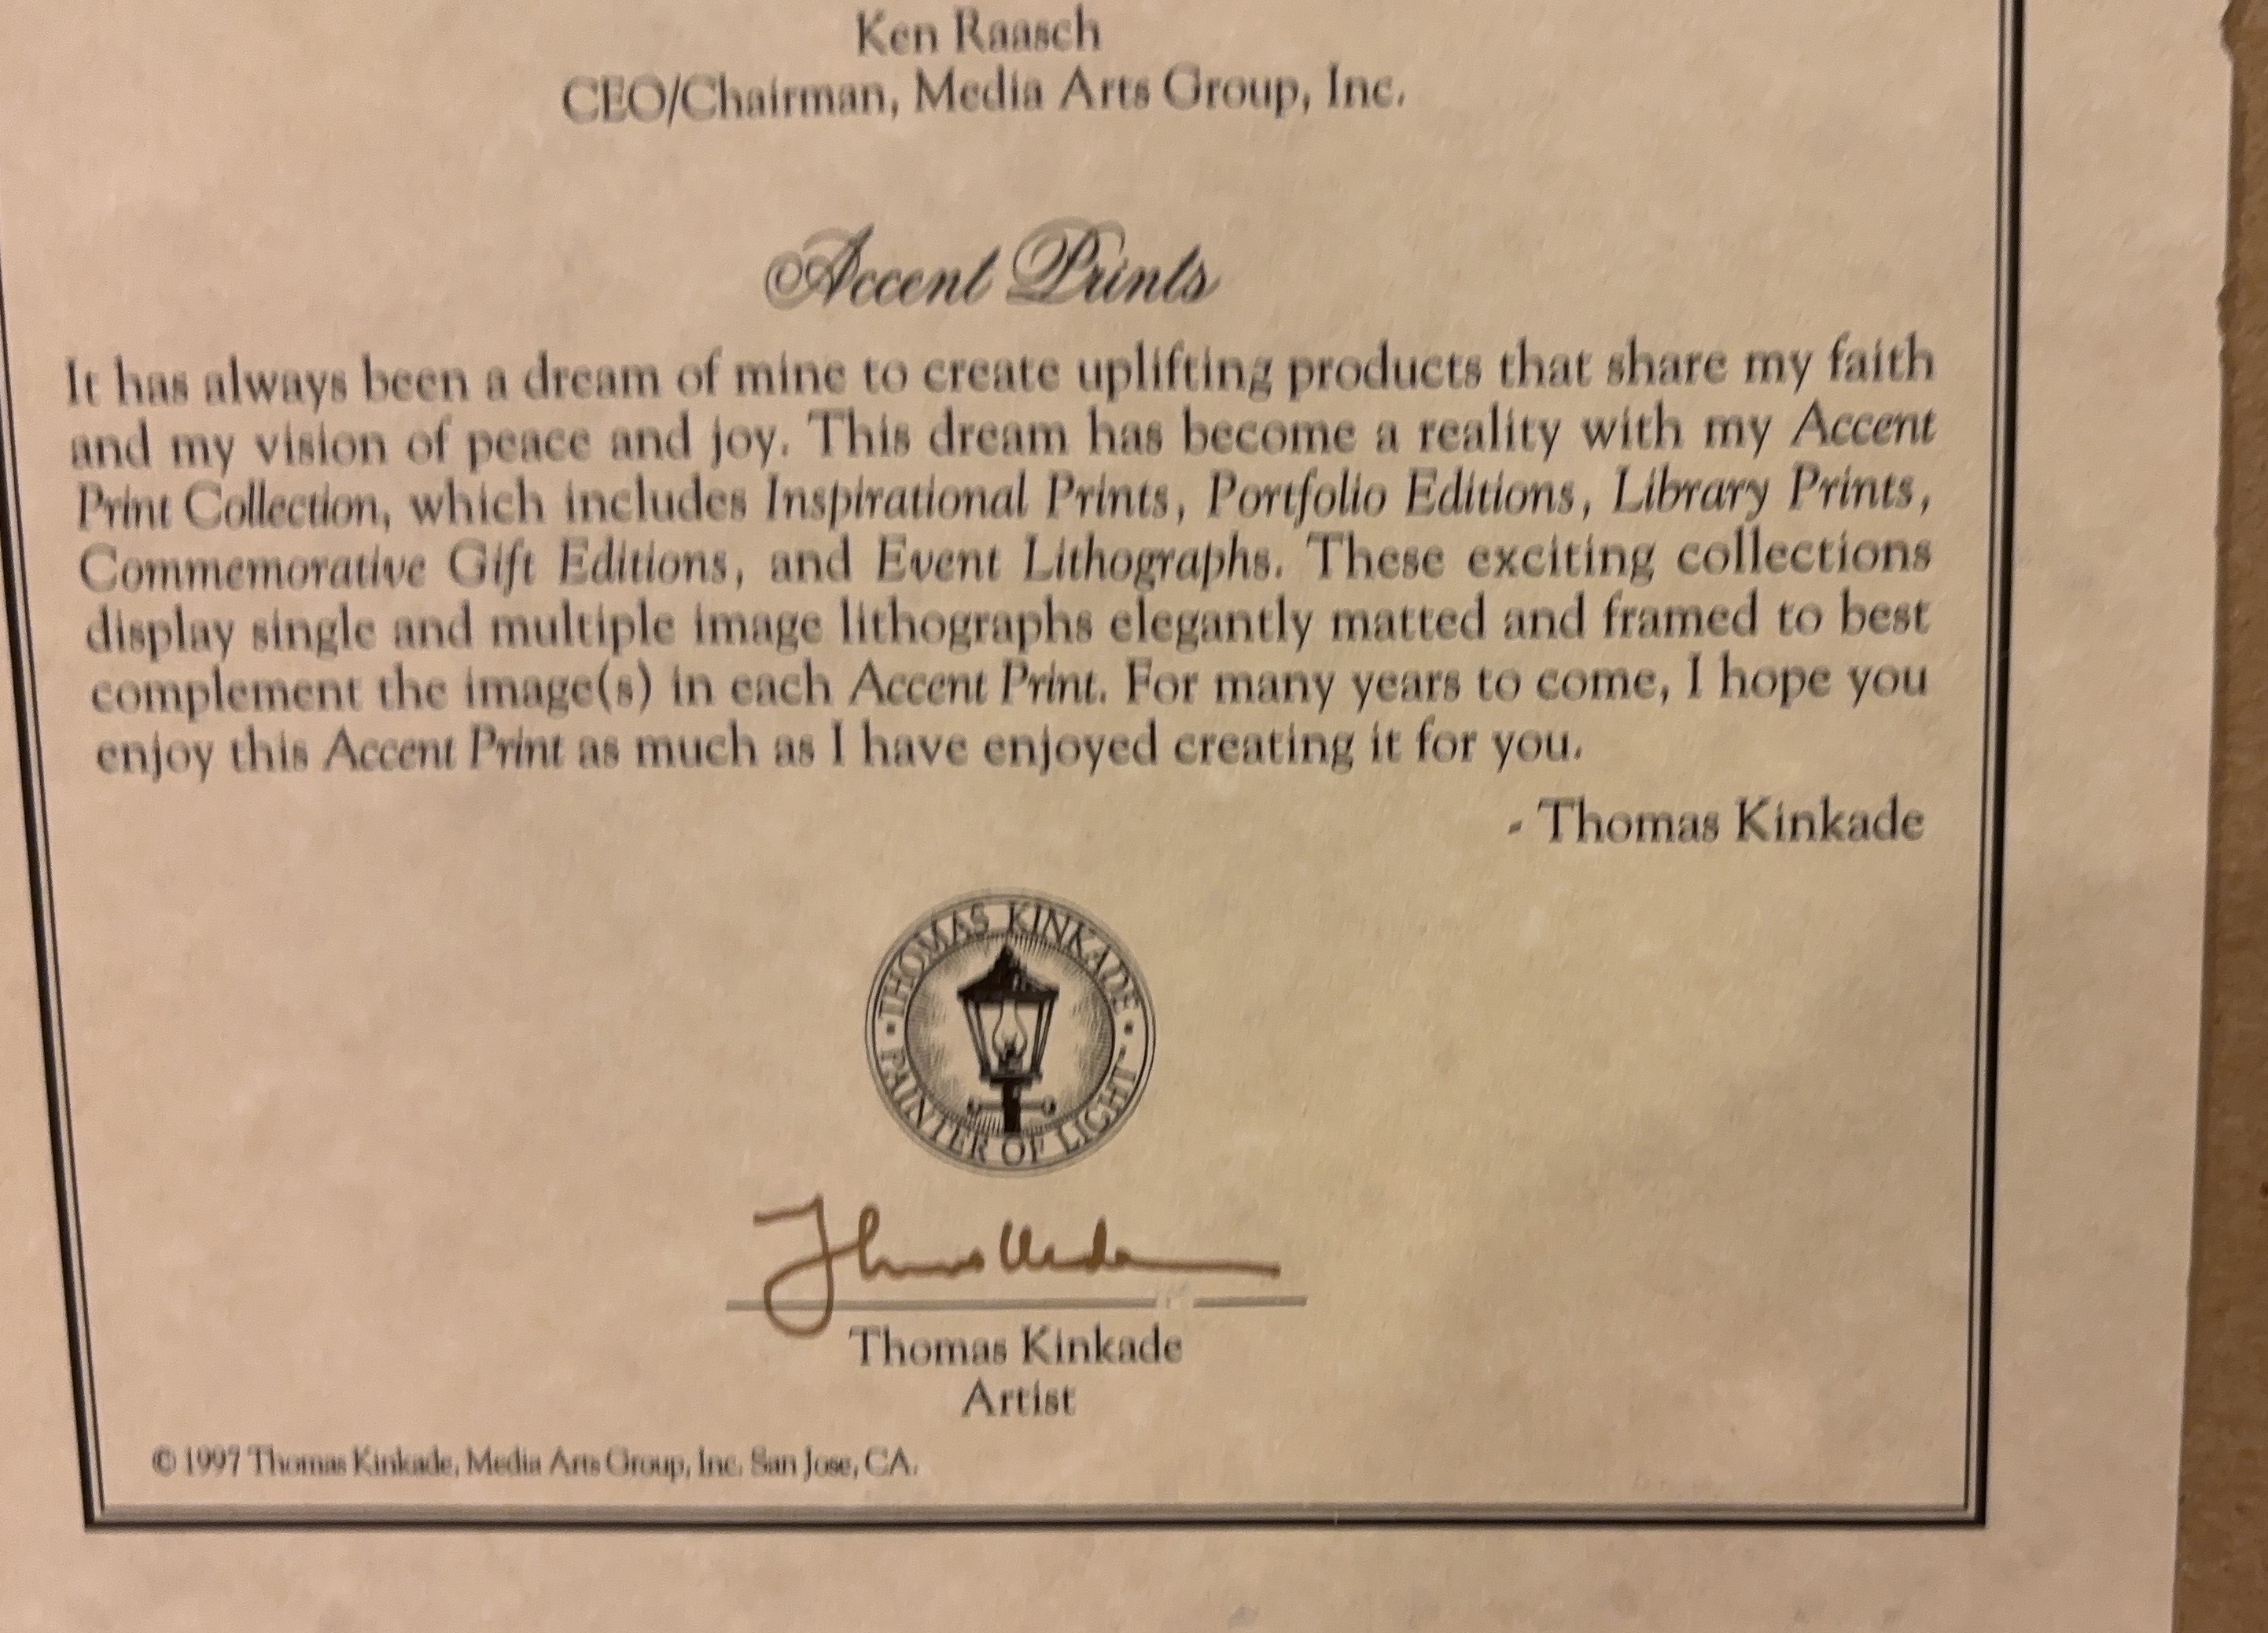 Ken Raasch
CEO/Chairman, Media Arts Group, Inc.
Accent Prints
It has always been a dream of mine to create uplifting products that share my faith
and my vision of peace and joy. This dream has become a reality with my Accent
Print Collection, which includes Inspirational Prints, Portfolio Editions, Library Prints,
Commemorative Gift Editions, and Event Lithographs. These exciting collections
display single and multiple image lithographs elegantly matted and framed to best
complement the image(s) in each Accent Print. For many years to come, I hope you
enjoy this Accent Print as much as I have enjoyed creating it for you.
- Thomas Kinkade
· THOMAS KINKADE ·
PAINTER OF LIGHT™
Thomas Kinkade
Artist
© 1997 Thomas Kinkade, Media Arts Group, Inc. San Jose, CA.